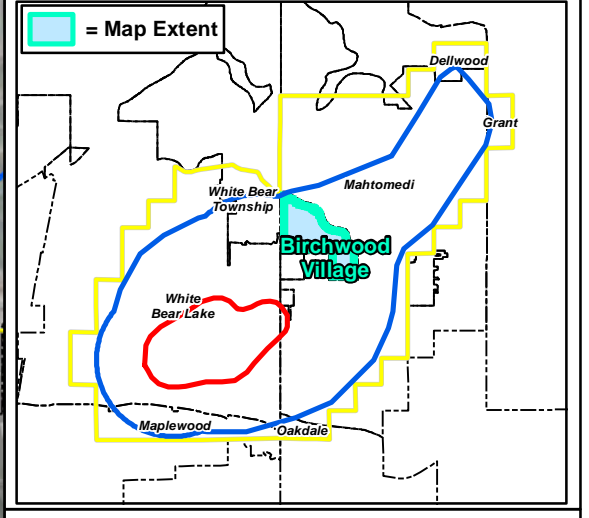 = Map Extent
Dellwood
Grant
Mahtomedi
White Bear
Township
Birchwood
Village
White
Bear Lake
Maplewood
Oakdale